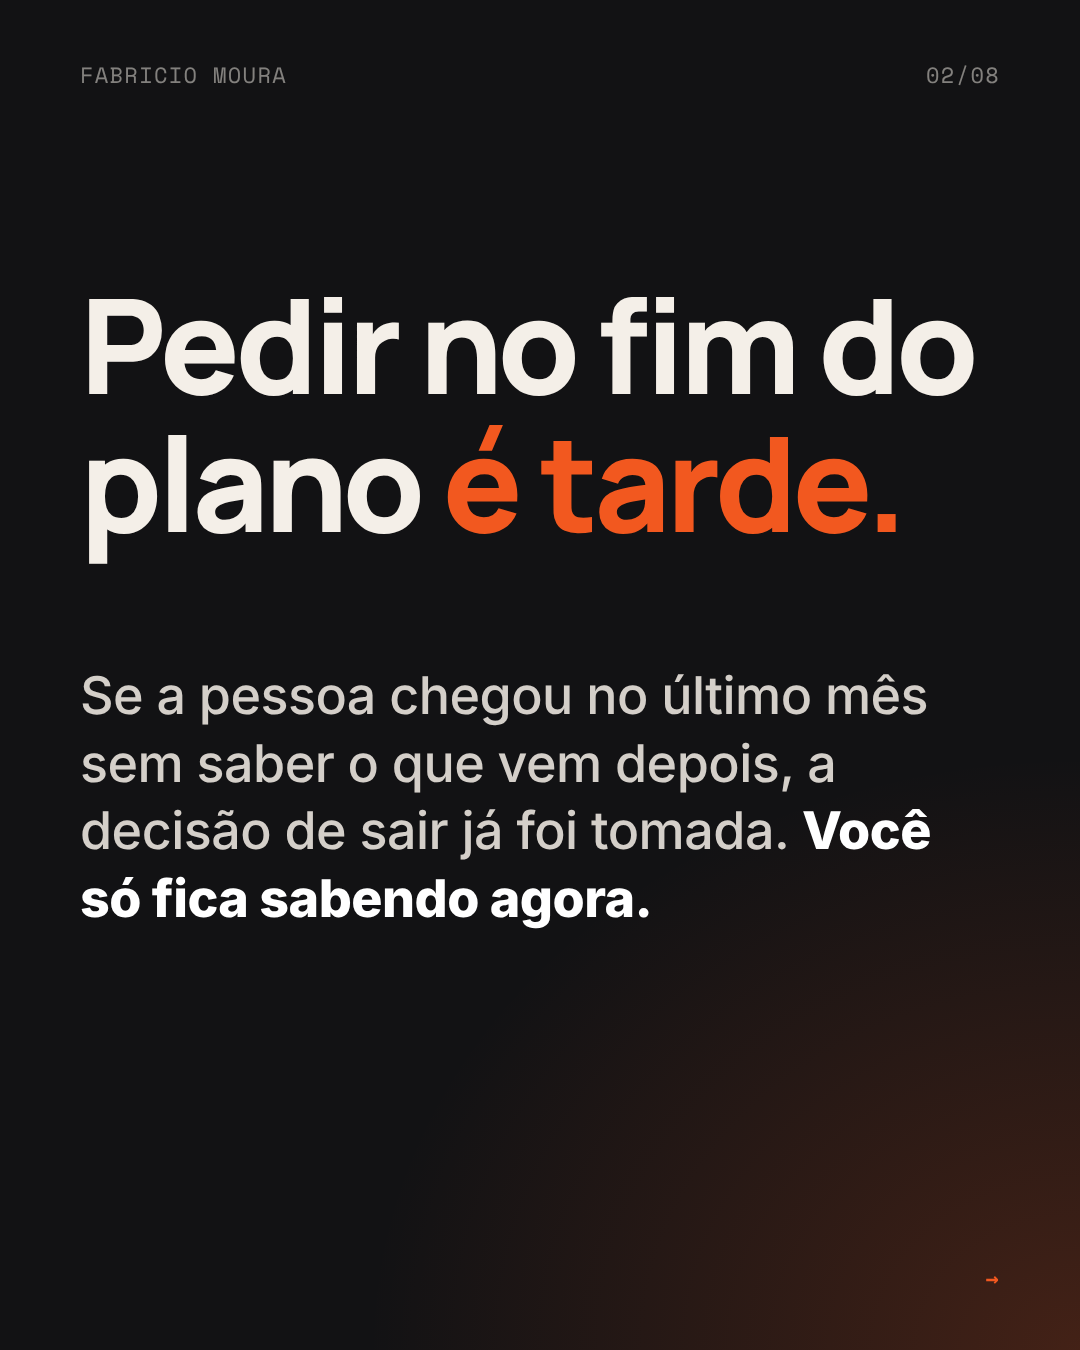 FABRICIO MOURA
02/08
Pedir no fim do
plano é tarde.
Se a pessoa chegou no último mês
sem saber o que vem depois, a
decisão de sair já foi tomada. Você
só fica sabendo agora.
→